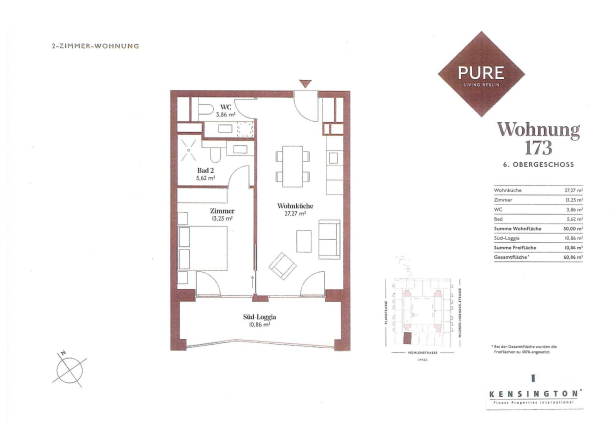 2-ZIMMER-WOHNUNG
PURE
LIVING BERLIN
Wohnung
173
6. OBERGESCHOSS
WC
3,86 m²
Bad 2
5,62 m²
Zimmer
13,25 m²
Wohnküche
27,27 m²
Süd-Loggia
10,86 m²
Wohnküche 27,27 m²
Zimmer 13,25 m²
WC 3,86 m²
Bad 5,62 m²
Summe Wohnfläche 50,00 m²
Süd-Loggia 10,86 m²
Summe Freifläche 10,86 m²
Gesamtfläche* 60,86 m²
MÜHLENSTRASSE
SPREE
N
* Bei der Gesamtfläche wurden die
Freiflächen zu 100% angesetzt.
KENSINGTON®
Finest Properties International